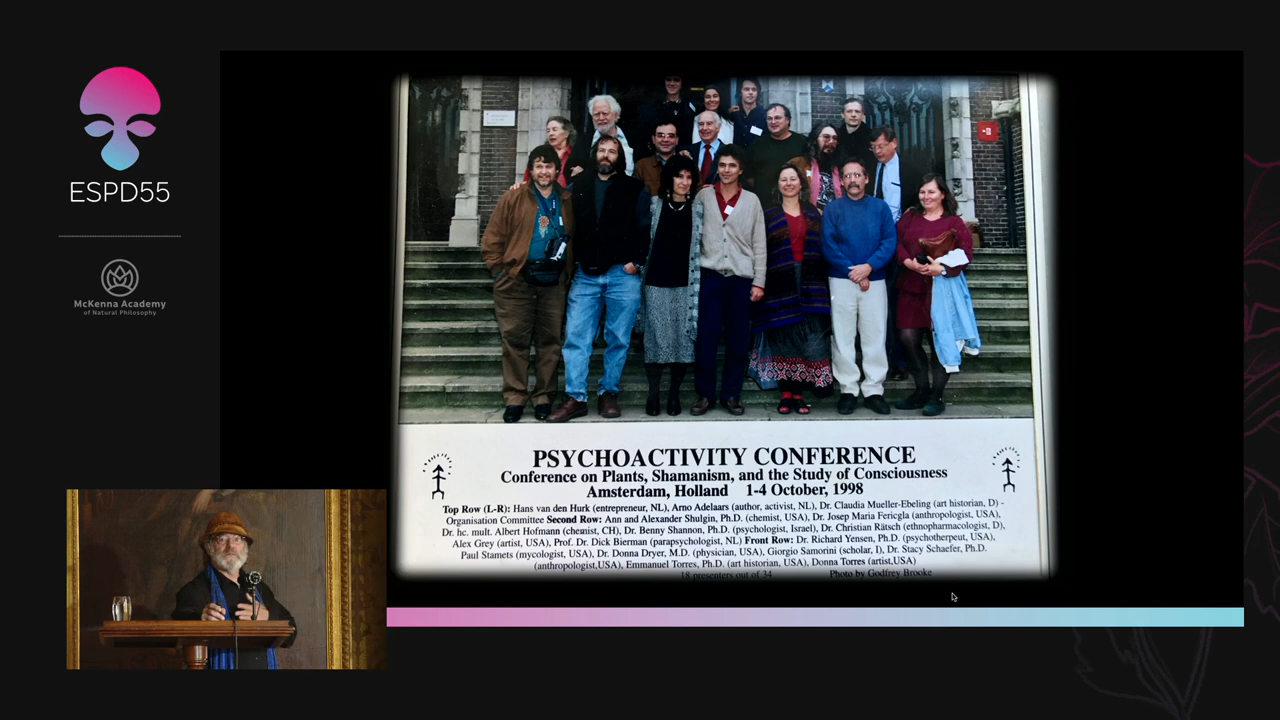 ESPD55
McKenna Academy
of Natural Philosophy
PSYCHOACTIVITY CONFERENCE
Conference on Plants, Shamanism, and the Study of Consciousness
Amsterdam, Holland 1-4 October, 1998
Top Row (L-R): Hans van den Hurk (entrepreneur, NL), Arno Adelaars (author, activist, NL), Dr. Claudia Mueller-Ebeling (art historian, D) -
Organisation Committee Second Row: Ann and Alexander Shulgin, Ph.D. (chemist, USA), Dr. Josep Maria Fericgla (anthropologist, USA),
Dr. hc. mult. Albert Hofmann (chemist, CH), Dr. Benny Shannon, Ph.D. (psychologist, Israel), Dr. Christian Rätsch (ethnopharmacologist, D),
Alex Grey (artist, USA), Prof. Dr. Dick Bierman (parapsychologist, NL) Front Row: Dr. Richard Yensen, Ph.D. (psychotherpeut, USA),
Paul Stamets (mycologist, USA), Dr. Donna Dryer, M.D. (physician, USA), Giorgio Samorini (scholar, I), Dr. Stacy Schaefer, Ph.D.
(anthropologist,USA), Emmanuel Torres, Ph.D. (art historian, USA), Donna Torres (artist,USA)
18 presenters out of 34 Photo by Godfrey Brooke